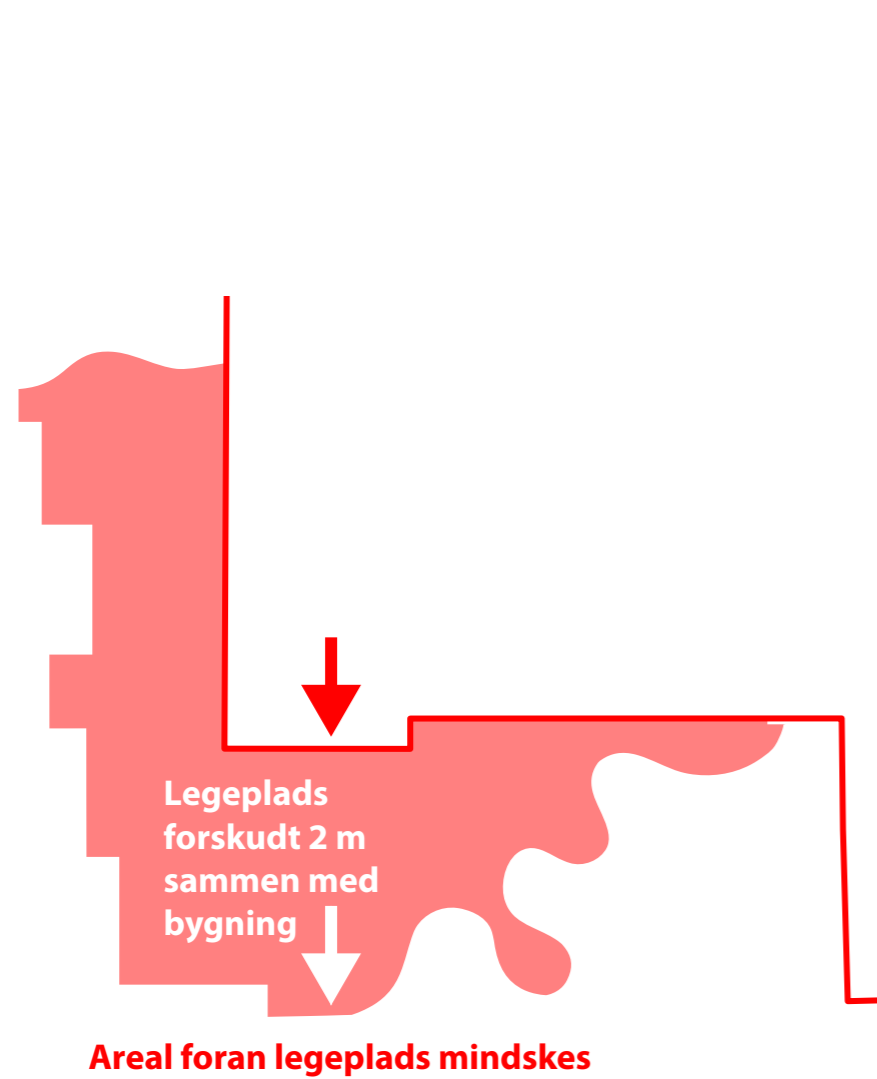 Legeplads
forskudt 2 m
sammen med
bygning
Areal foran legeplads mindskes